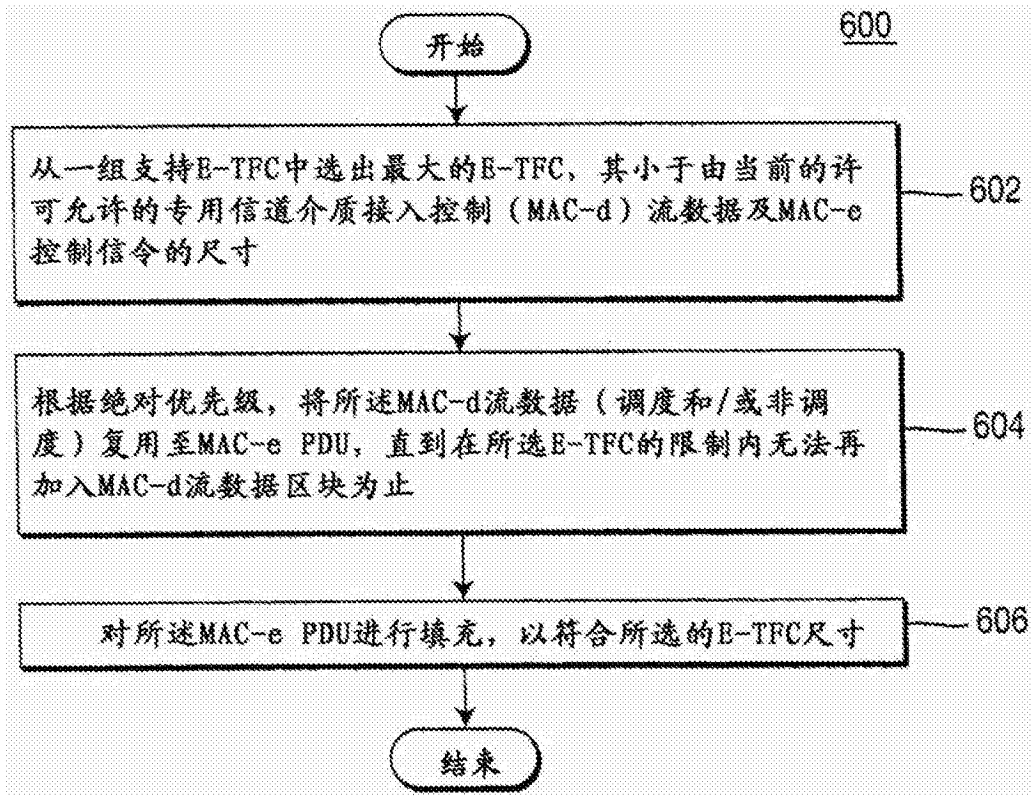 600
开始
从一组支持E-TFC中选出最大的E-TFC, 其小于由当前的许
可允许的专用信道介质接入控制(MAC-d)流数据及MAC-e
控制信令的尺寸
602
根据绝对优先级, 将所述MAC-d流数据(调度和/或非调
度)复用至MAC-e PDU, 直到在所选E-TFC的限制内无法再
加入MAC-d流数据区块为止
604
对所述MAC-e PDU进行填充, 以符合所选的E-TFC尺寸
606
结束